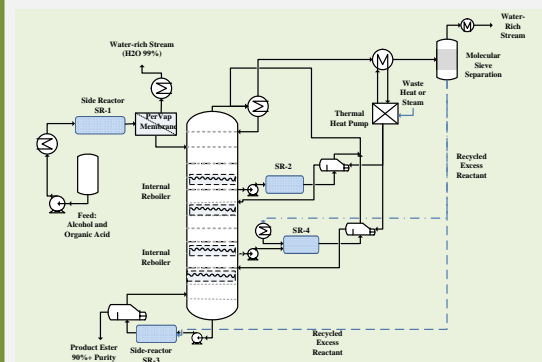 Water-
Rich
Stream
Water-rich Stream
(H2O 99%)
Molecular
Sieve
Separation
Waste
Heat or
Steam
Side Reactor
SR-1
PerVap
Membrane
Thermal
Heat Pump
SR-2
Recycled
Excess
Reactant
Internal
Reboiler
Feed:
Alcohol and
Organic Acid
SR-4
Internal
Reboiler
Product Ester
90%+ Purity
Side-reactor
SR-3
Recycled
Excess
Reactant